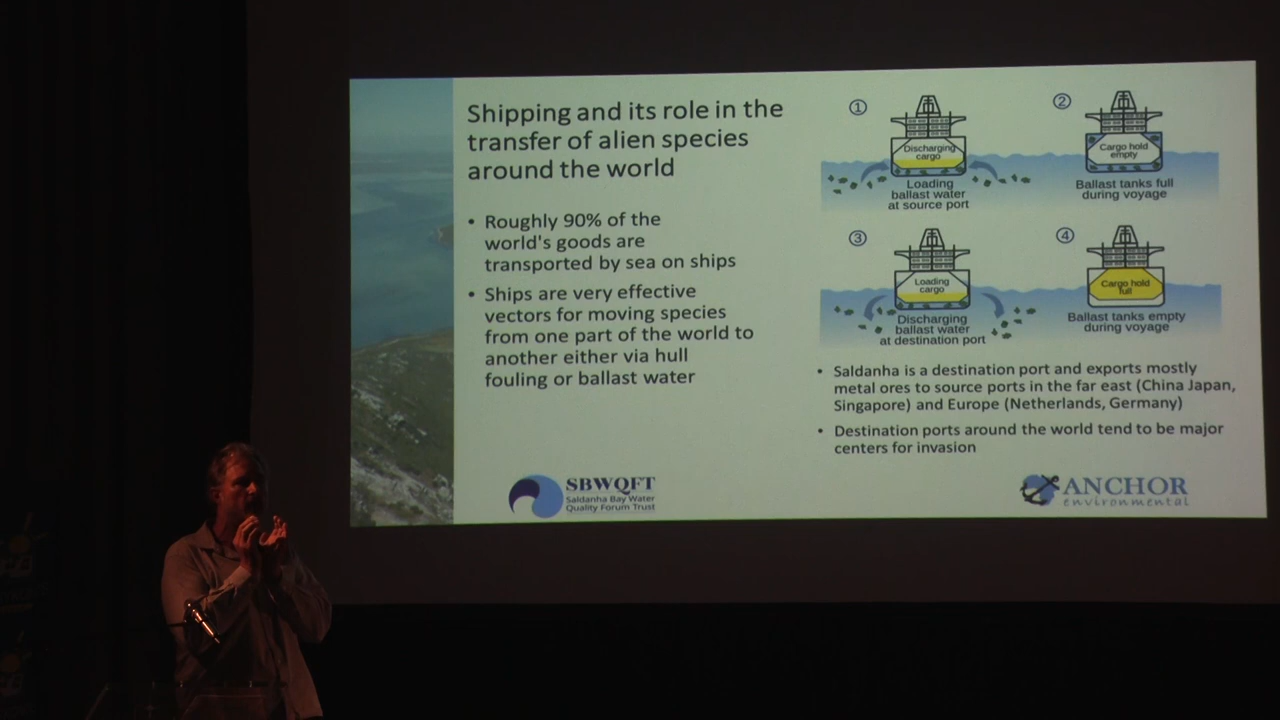 Shipping and its role in the
transfer of alien species
around the world
• Roughly 90% of the
world's goods are
transported by sea on ships
• Ships are very effective
vectors for moving species
from one part of the world to
another either via hull
fouling or ballast water
SBWQFT
Saldanha Bay Water
Quality Forum Trust
1
Discharging
cargo
Loading
ballast water
at source port
2
Cargo hold
empty
Ballast tanks full
during voyage
3
Loading
cargo
Discharging
ballast water
at destination port
4
Cargo hold
full
Ballast tanks empty
during voyage
• Saldanha is a destination port and exports mostly
metal ores to source ports in the far east (China Japan,
Singapore) and Europe (Netherlands, Germany)
• Destination ports around the world tend to be major
centers for invasion
ANCHOR
environmental